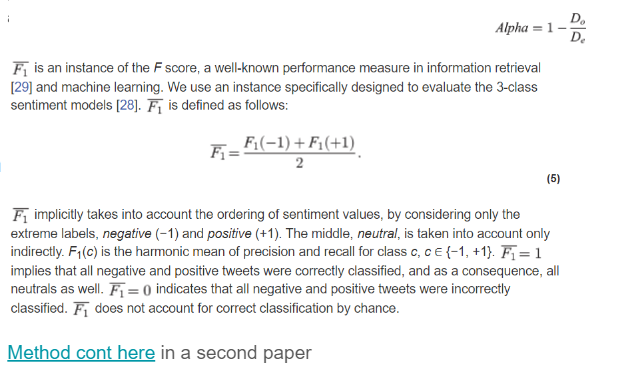 Alpha = 1 - Do/De
F̅1 is an instance of the F score, a well-known performance measure in information retrieval
[29] and machine learning. We use an instance specifically designed to evaluate the 3-class
sentiment models [28]. F̅1 is defined as follows:
F̅1 = F1(−1) + F1(+1) / 2 .
(5)
F̅1 implicitly takes into account the ordering of sentiment values, by considering only the
extreme labels, negative (−1) and positive (+1). The middle, neutral, is taken into account only
indirectly. F1(c) is the harmonic mean of precision and recall for class c, c ∈ {−1, +1}. F̅1 = 1
implies that all negative and positive tweets were correctly classified, and as a consequence, all
neutrals as well. F̅1 = 0 indicates that all negative and positive tweets were incorrectly
classified. F̅1 does not account for correct classification by chance.
Method cont here in a second paper